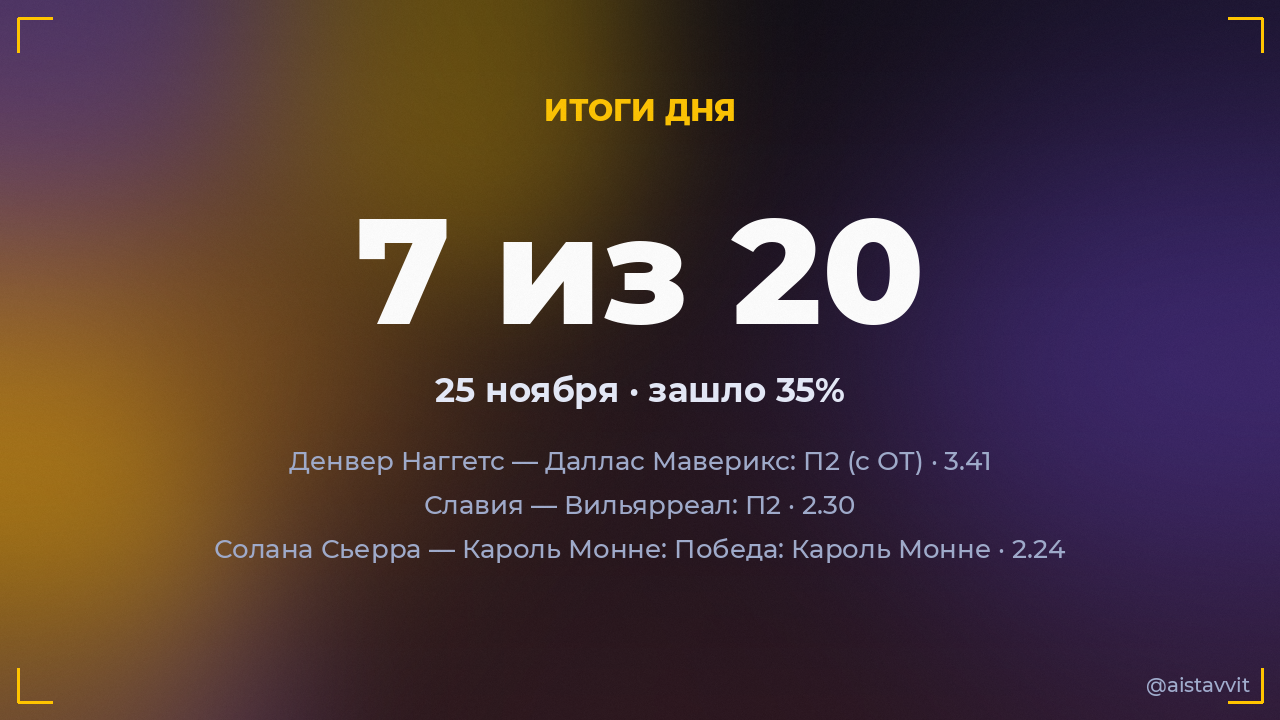 ИТОГИ ДНЯ
7 из 20
25 ноября · зашло 35%
Денвер Наггетс — Даллас Маверикс: П2 (с ОТ) · 3.41
Славия — Вильярреал: П2 · 2.30
Солана Сьерра — Кароль Монне: Победа: Кароль Монне · 2.24
@aistavvit